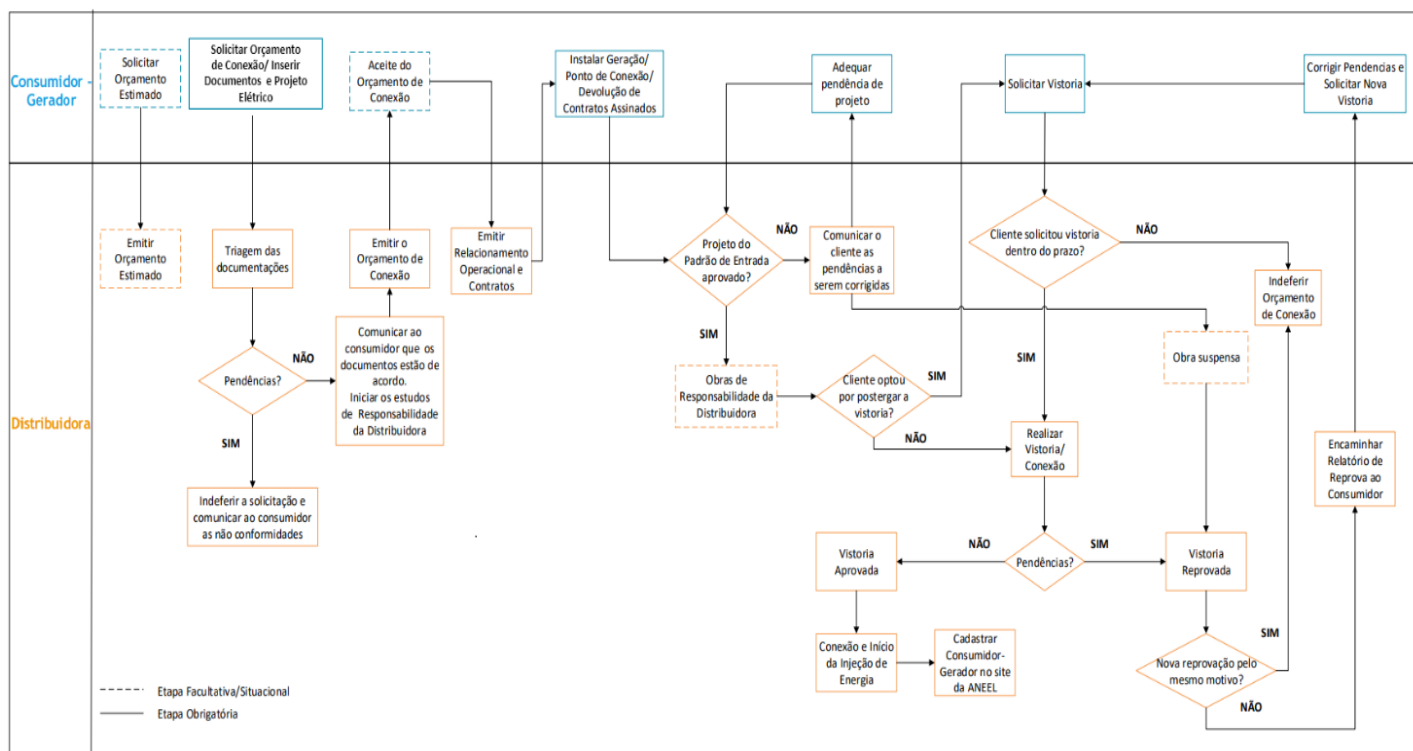 Consumidor -
Gerador
Solicitar
Orçamento
Estimado
Solicitar Orçamento
de Conexão/ Inserir
Documentos e Projeto
Elétrico
Aceite do
Orçamento de
Conexão
Instalar Geração/
Ponto de Conexão/
Devolução de
Contratos Assinados
Adequar
pendência de
projeto
Solicitar Vistoria
Corrigir Pendencias e
Solicitar Nova
Vistoria
Distribuidora
Emitir
Orçamento
Estimado
Triagem das
documentações
Emitir o
Orçamento de
Conexão
Emitir
Relacionamento
Operacional e
Contratos
Projeto do
Padrão de Entrada
aprovado?
NÃO
Comunicar o
cliente as
pendências a
serem corrigidas
Cliente solicitou vistoria
dentro do prazo?
NÃO
Indeferir
Orçamento
de Conexão
Pendências?
NÃO
Comunicar ao
consumidor que os
documentos estão de
acordo.
Iniciar os estudos
de Responsabilidade
da Distribuidora
SIM
Obras de
Responsabilidade da
Distribuidora
Cliente optou
por postergar a
vistoria?
SIM
SIM
Obra suspensa
SIM
NÃO
Realizar
Vistoria/
Conexão
Encaminhar
Relatório de
Reprova ao
Consumidor
Indeferir a solicitação e
comunicar ao consumidor
as não conformidades
Vistoria
Aprovada
NÃO
Pendências?
SIM
Vistoria
Reprovada
Conexão e Início
da Injeção de
Energia
Cadastrar
Consumidor-
Gerador no site
da ANEEL
Nova reprovação pelo
mesmo motivo?
SIM
NÃO
Etapa Facultativa/Situacional
Etapa Obrigatória